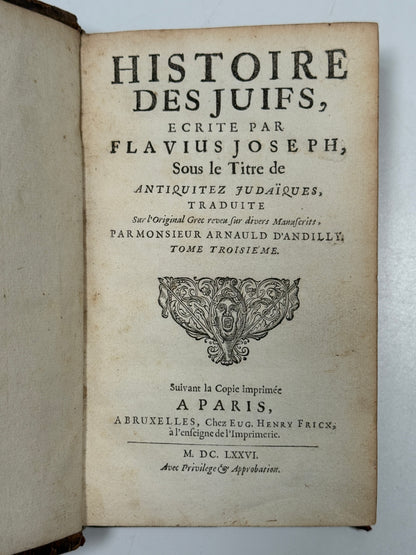 HISTOIRE
DES JUIFS,
ECRITE PAR
FLAVIUS JOSEPH,
Sous le Titre de
ANTIQUITEZ JUDAÏQUES,
TRADUITE
Sur l'Original Grec reveu sur divers Manuscrits,
PAR MONSIEUR ARNAULD D'ANDILLY.
TOME TROISIEME.
Suivant la Copie imprimée
A PARIS,
A BRUXELLES, Chez EUG. HENRY FRICX,
à l'enseigne de l'Imprimerie.
M. DC. LXXVI.
Avec Privilege & Approbation.